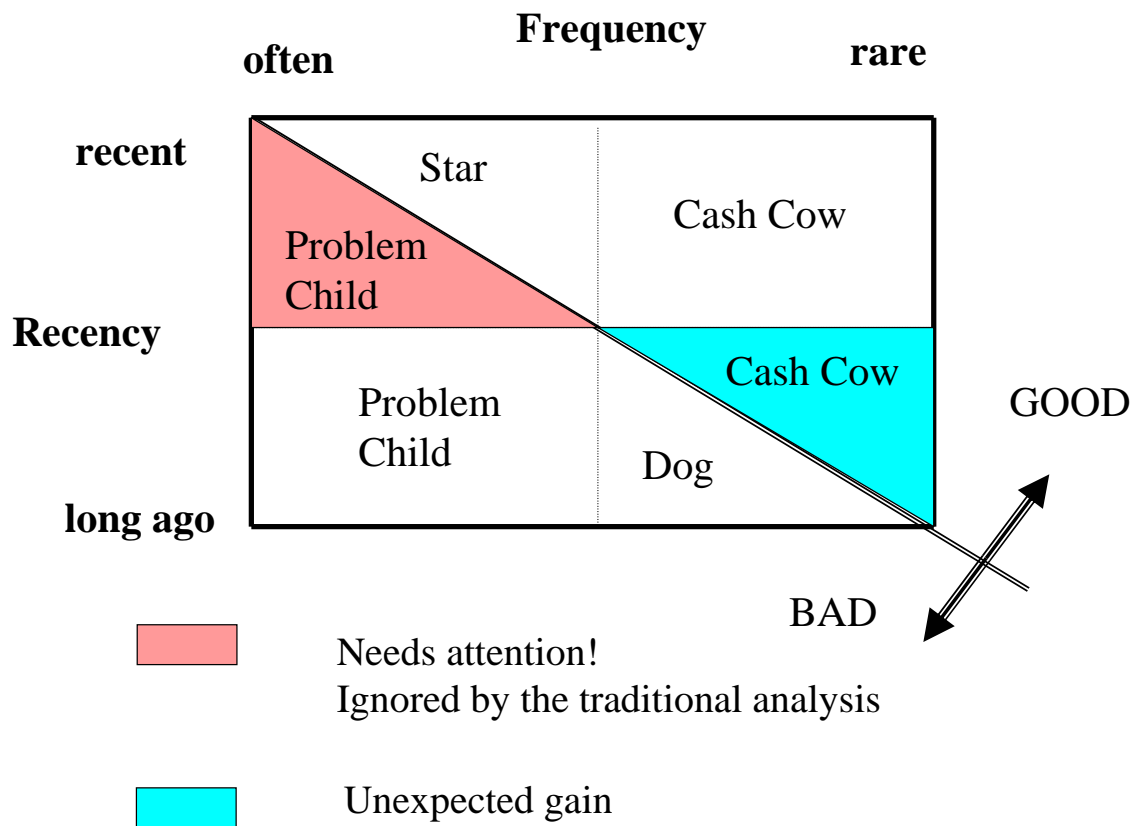 Frequency
often
rare
recent
Star
Cash Cow
Problem
Child
Recency
Cash Cow
Problem
Child
GOOD
Dog
long ago
BAD
Needs attention!
Ignored by the traditional analysis
Unexpected gain